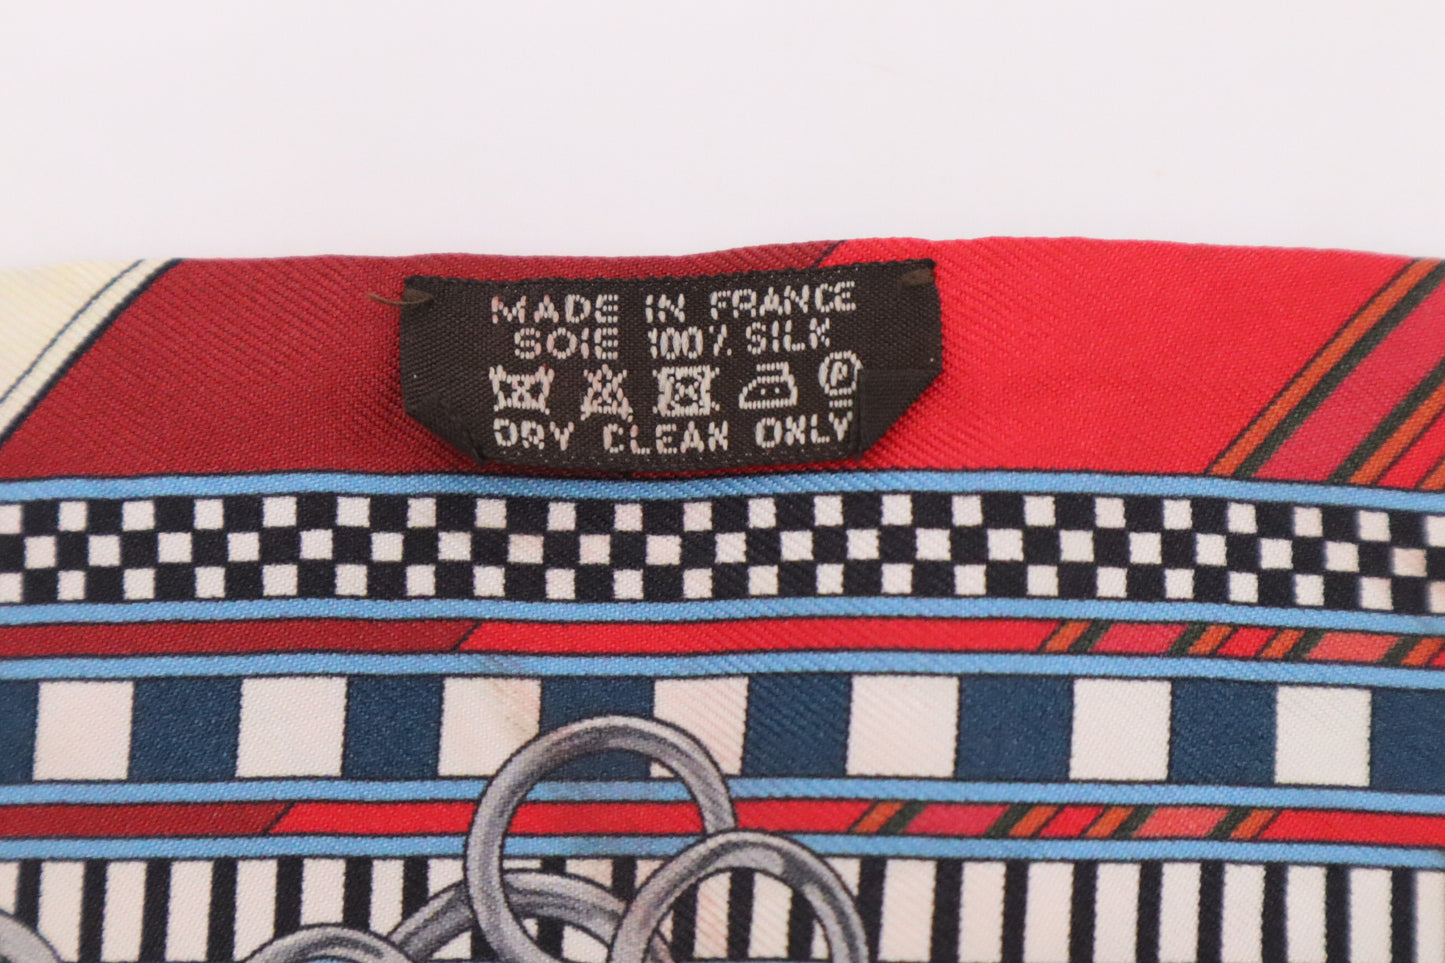 MADE IN FRANCE
SOIE 100% SILK
P
DRY CLEAN ONLY